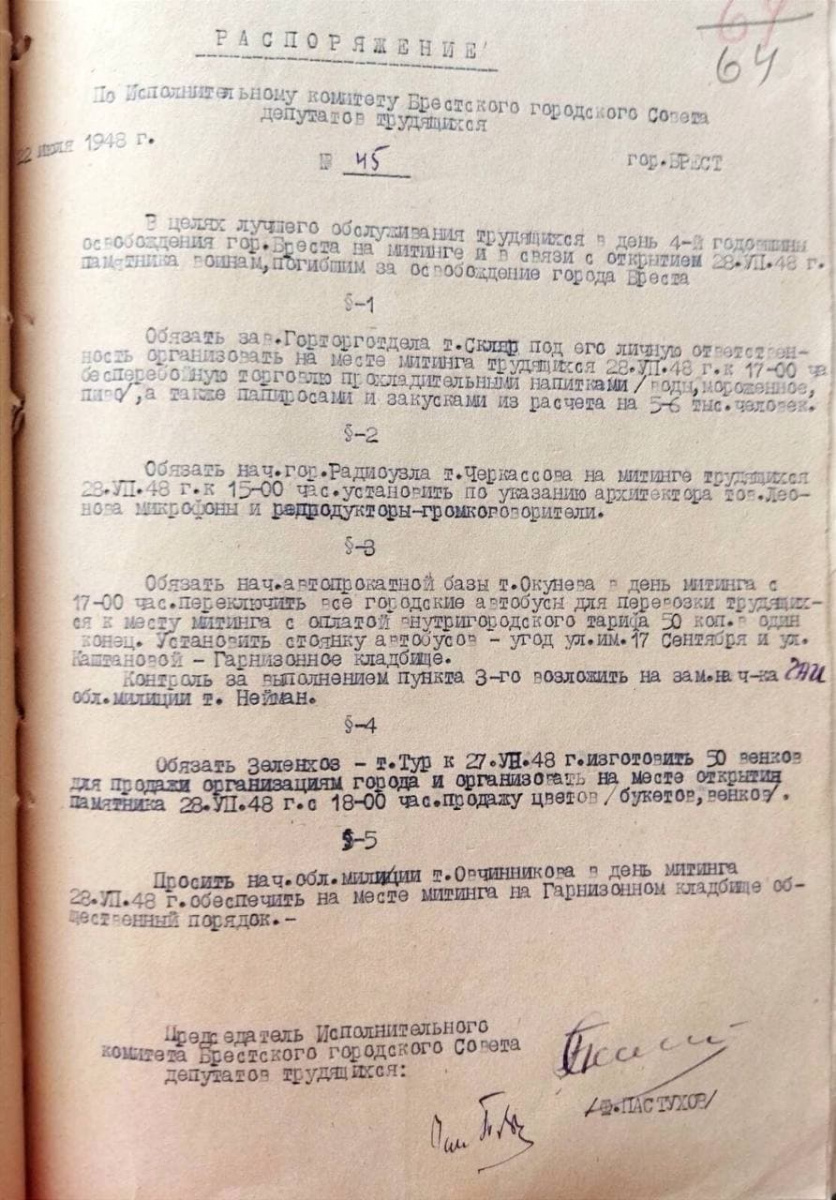 64
64
РАСПОРЯЖЕНИЕ
По Исполнительному комитету Брестского городского Совета
депутатов трудящихся
22 июля 1948 г.
№ 45 гор.БРЕСТ
В целях лучшего обслуживания трудящихся в день 4-й годовщины
освобождения гор.Бреста на митинге и в связи с открытием 28.УП.48 г.
памятника воинам,погибшим за освобождение города Бреста
§-1
Обязать зав.Горторготдела т.Скляр под его личную ответствен-
ность организовать на месте митинга трудящихся 28.УП.48 г.к 17-00 ча
бесперебойную торговлю прохладительными напитками/воды,мороженное,
пиво/,а также папиросами и закусками из расчета на 5-6 тыс.человек.
§-2
Обязать нач.гор.Радиоузла т.Черкассова на митинге трудящихся
28.УП.48 г.к 15-00 час.установить по указанию архитектора тов.Лео-
нова микрофоны и редродукторы-громкоговорители.
§-3
Обязать нач.автопрокатной базы т.Окунева в день митинга с
17-00 час.переключить все городские автобусы для перевозки трудящих-
ся к месту митинга с оплатой внутригородского тарифа 50 коп.в один
конец. Установить стоянку автобусов - угод ул.им.17 Сентября и ул.
Каштановой - Гарнизонное кладбище.
Контроль за выполнением пункта 3-го возложить на зам.нач-ка ГАИ
обл.милиции т. Нейман.
§-4
Обязать Зеленхоз - т.Тур к 27.УП.48 г.изготовить 50 венков
для продажи организациям города и организовать на месте открытия
памятника 28.УП.48 г.с 18-00 час.продажу цветов/букетов,венков/.
§-5
Просить нач.обл.милиции т.Овчинникова в день митинга
28.УП.48 г.обеспечить на месте митинга на Гарнизонном кладбище об-
щественный порядок.-
Председатель Исполнительного
комитета Брестского городского Совета
депутатов трудящихся:
/Ф.ПАСТУХОВ/